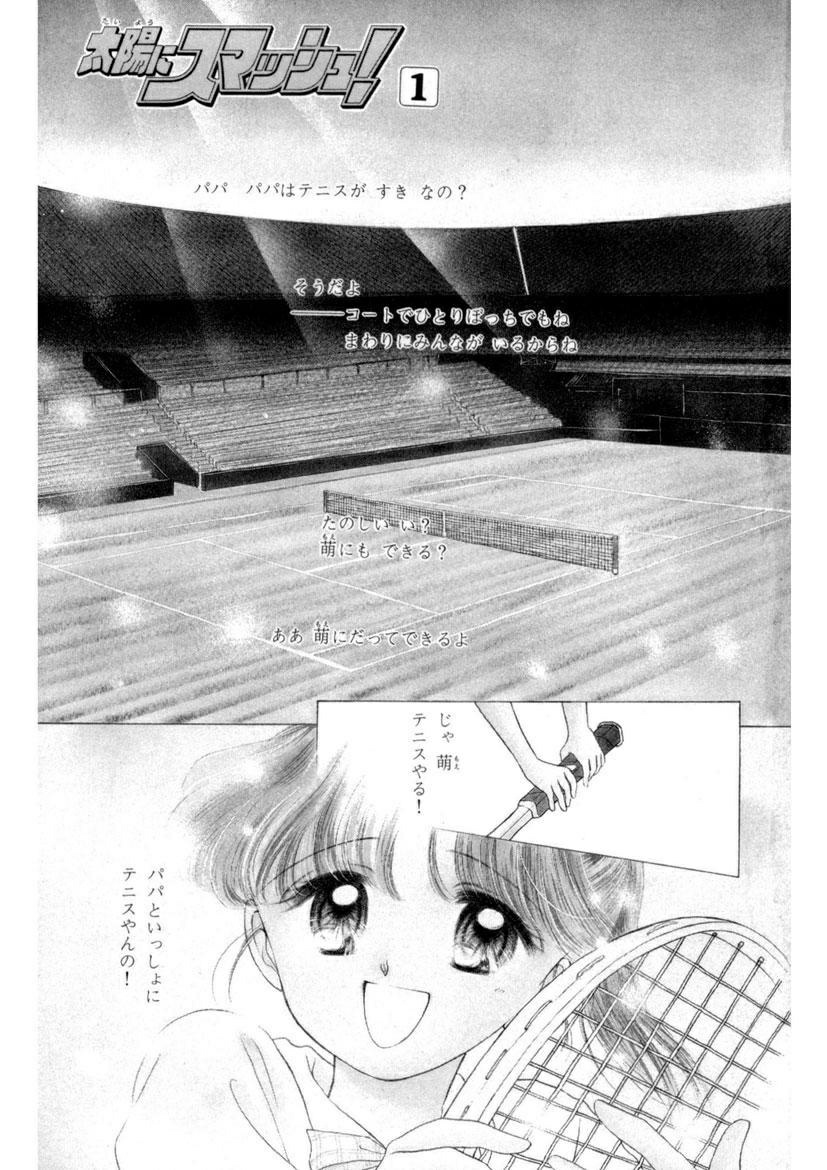 太陽にスマッシュ！
1
パパ　パパはテニスが すき なの？
そうだよ
――コートでひとりぼっちでもね
まわりにみんなが いるからね
たのしい い？
萌にも できる？
ああ 萌にだってできるよ
じゃ 萌
テニスやる！
パパといっしょに
テニスやんの！